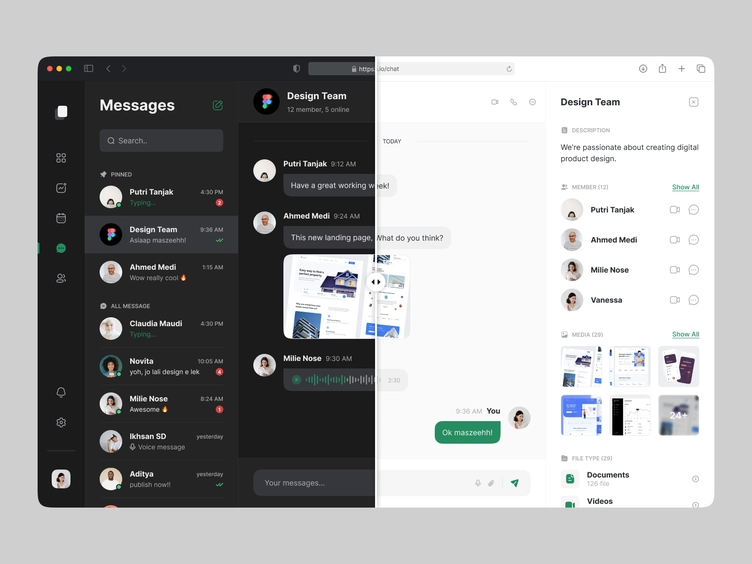 https:
.io/chat
Messages
Search..
PINNED
Putri Tanjak
4:30 PM
Typing...
2
Design Team
9:36 AM
Aslaap maszeehh!
Ahmed Medi
1:15 AM
Wow really cool 🔥
ALL MESSAGE
Claudia Maudi
4:30 PM
Typing...
Novita
10:05 AM
yoh, jo lali design e lek
4
Milie Nose
8:24 AM
Awesome 🔥
1
Ikhsan SD
yesterday
Voice message
Aditya
yesterday
publish now!!
Design Team
12 member, 5 online
TODAY
Putri Tanjak 9:12 AM
Have a great working week!
Ahmed Medi 9:24 AM
This new landing page, What do you think?
Easy way to find a
perfect property
Milie Nose 9:30 AM
2:30
9:36 AM You
Ok maszeehh!
Your messages...
Design Team
DESCRIPTION
We're passionate about creating digital
product design.
MEMBER (12)
Show All
Putri Tanjak
Ahmed Medi
Milie Nose
Vanessa
MEDIA (29)
Show All
24+
FILE TYPE (29)
Documents
126 file
Videos